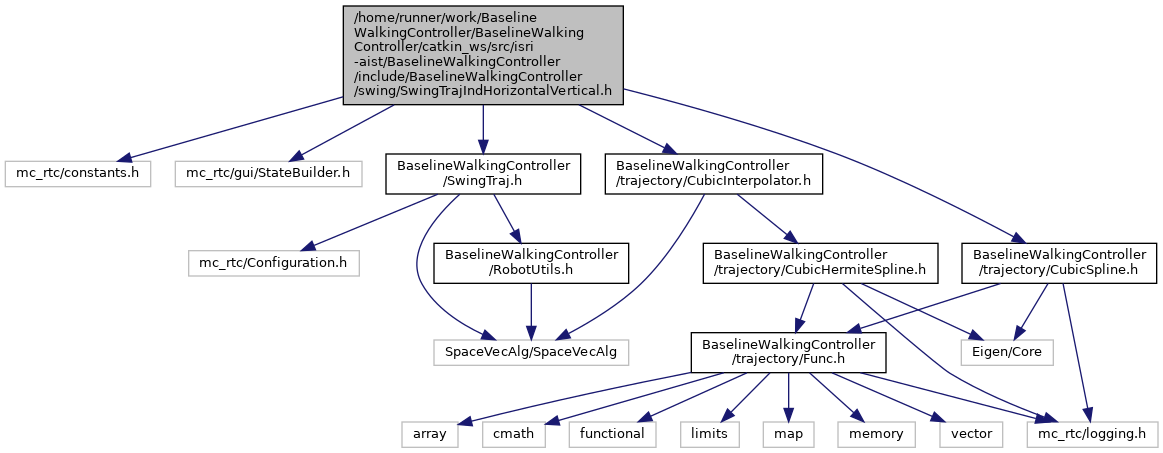 /home/runner/work/Baseline
WalkingController/BaselineWalking
Controller/catkin_ws/src/isri
-aist/BaselineWalkingController
/include/BaselineWalkingController
/swing/SwingTrajIndHorizontalVertical.h
mc_rtc/constants.h
mc_rtc/gui/StateBuilder.h
BaselineWalkingController
/SwingTraj.h
BaselineWalkingController
/trajectory/CubicInterpolator.h
mc_rtc/Configuration.h
BaselineWalkingController
/RobotUtils.h
BaselineWalkingController
/trajectory/CubicHermiteSpline.h
BaselineWalkingController
/trajectory/CubicSpline.h
SpaceVecAlg/SpaceVecAlg
BaselineWalkingController
/trajectory/Func.h
Eigen/Core
array
cmath
functional
limits
map
memory
vector
mc_rtc/logging.h